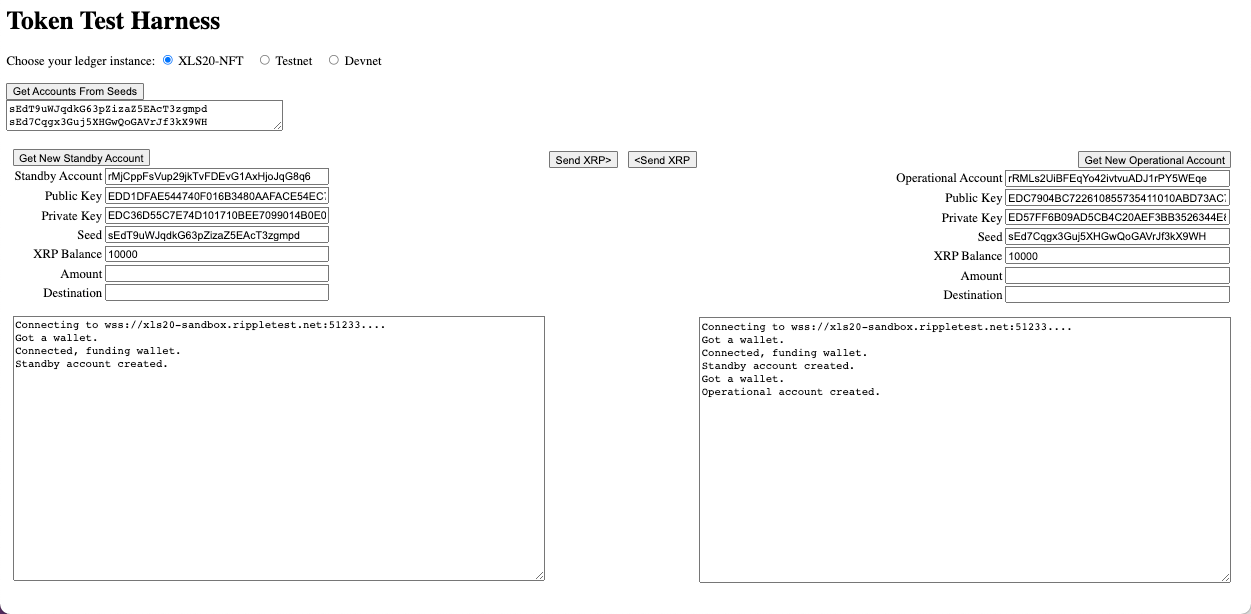 Token Test Harness
Choose your ledger instance: XLS20-NFT Testnet Devnet
Get Accounts From Seeds
sEdT9uWJqdkG63pZizaZ5EAcT3zgmpd
sEd7Cqgx3Guj5XHGwQoGAVrJf3kX9WH
Get New Standby Account
Standby Account rMjCppFsVup29jkTvFDEvG1AxHjoJqG8q6
Public Key EDD1DFAE544740F016B3480AAFACE54EC7
Private Key EDC36D55C7E74D101710BEE7099014B0E0
Seed sEdT9uWJqdkG63pZizaZ5EAcT3zgmpd
XRP Balance 10000
Amount
Destination
Send XRP> <Send XRP
Get New Operational Account
Operational Account rRMLs2UiBFEqYo42ivtvuADJ1rPY5WEqe
Public Key EDC7904BC722610855735411010ABD73AC7
Private Key ED57FF6B09AD5CB4C20AEF3BB3526344E8
Seed sEd7Cqgx3Guj5XHGwQoGAVrJf3kX9WH
XRP Balance 10000
Amount
Destination
Connecting to wss://xls20-sandbox.rippletest.net:51233....
Got a wallet.
Connected, funding wallet.
Standby account created.
Connecting to wss://xls20-sandbox.rippletest.net:51233....
Got a wallet.
Connected, funding wallet.
Standby account created.
Got a wallet.
Operational account created.